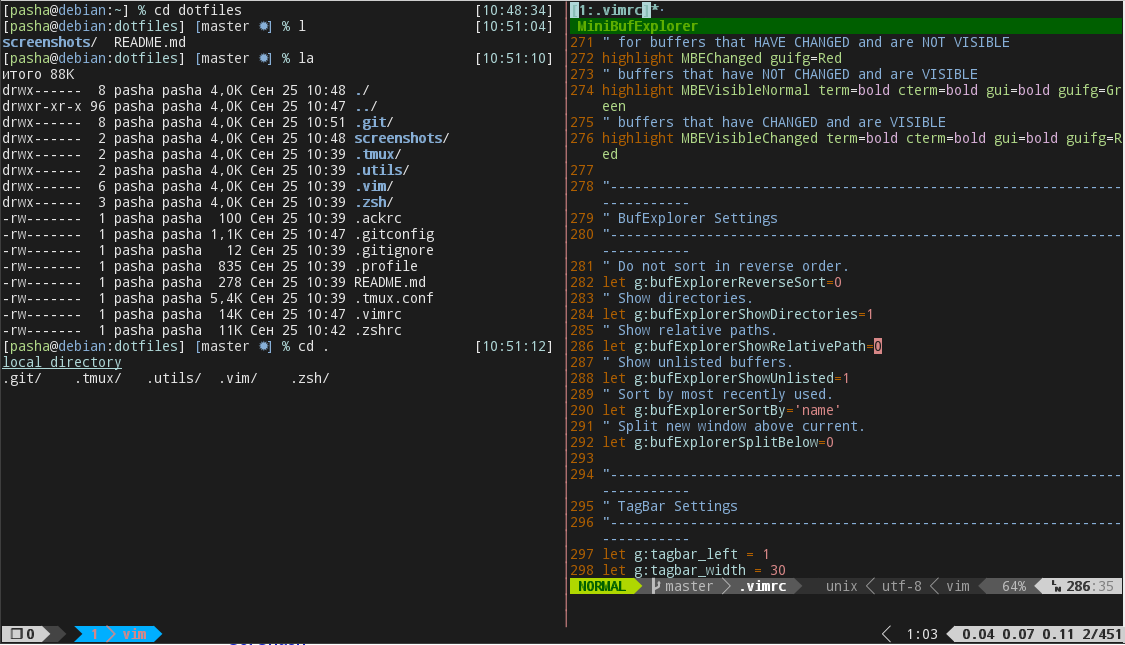 [pasha@debian:~] % cd dotfiles [10:48:34]
[pasha@debian:dotfiles] [master ✹] % l [10:51:04]
screenshots/  README.md
[pasha@debian:dotfiles] [master ✹] % la [10:51:10]
итого 88K
drwx------  8 pasha pasha 4,0K Сен 25 10:48 ./
drwxr-xr-x 96 pasha pasha 4,0K Сен 25 10:47 ../
drwx------  8 pasha pasha 4,0K Сен 25 10:51 .git/
drwx------  2 pasha pasha 4,0K Сен 25 10:48 screenshots/
drwx------  2 pasha pasha 4,0K Сен 25 10:39 .tmux/
drwx------  2 pasha pasha 4,0K Сен 25 10:39 .utils/
drwx------  6 pasha pasha 4,0K Сен 25 10:39 .vim/
drwx------  3 pasha pasha 4,0K Сен 25 10:39 .zsh/
-rw-------  1 pasha pasha  100 Сен 25 10:39 .ackrc
-rw-------  1 pasha pasha 1,1K Сен 25 10:47 .gitconfig
-rw-------  1 pasha pasha   12 Сен 25 10:39 .gitignore
-rw-------  1 pasha pasha  835 Сен 25 10:39 .profile
-rw-------  1 pasha pasha  278 Сен 25 10:39 README.md
-rw-------  1 pasha pasha 5,4K Сен 25 10:39 .tmux.conf
-rw-------  1 pasha pasha  14K Сен 25 10:47 .vimrc
-rw-------  1 pasha pasha  11K Сен 25 10:42 .zshrc
[pasha@debian:dotfiles] [master ✹] % cd . [10:51:12]
local directory
.git/    .tmux/   .utils/  .vim/    .zsh/
[1:.vimrc]*
MiniBufExplorer
271 " for buffers that HAVE CHANGED and are NOT VISIBLE
272 highlight MBEChanged guifg=Red
273 " buffers that have NOT CHANGED and are VISIBLE
274 highlight MBEVisibleNormal term=bold cterm=bold gui=bold guifg=Gr
een
275 " buffers that have CHANGED and are VISIBLE
276 highlight MBEVisibleChanged term=bold cterm=bold gui=bold guifg=R
ed
277
278 "----------------------------------------------------------------
-----------
279 " BufExplorer Settings
280 "----------------------------------------------------------------
-----------
281 " Do not sort in reverse order.
282 let g:bufExplorerReverseSort=0
283 " Show directories.
284 let g:bufExplorerShowDirectories=1
285 " Show relative paths.
286 let g:bufExplorerShowRelativePath=0
287 " Show unlisted buffers.
288 let g:bufExplorerShowUnlisted=1
289 " Sort by most recently used.
290 let g:bufExplorerSortBy='name'
291 " Split new window above current.
292 let g:bufExplorerSplitBelow=0
293
294 "----------------------------------------------------------------
-----------
295 " TagBar Settings
296 "----------------------------------------------------------------
-----------
297 let g:tagbar_left = 1
298 let g:tagbar_width = 30
NORMAL master .vimrc unix utf-8 vim 64% 286:35
0 1 vim 1:03 0.04 0.07 0.11 2/451